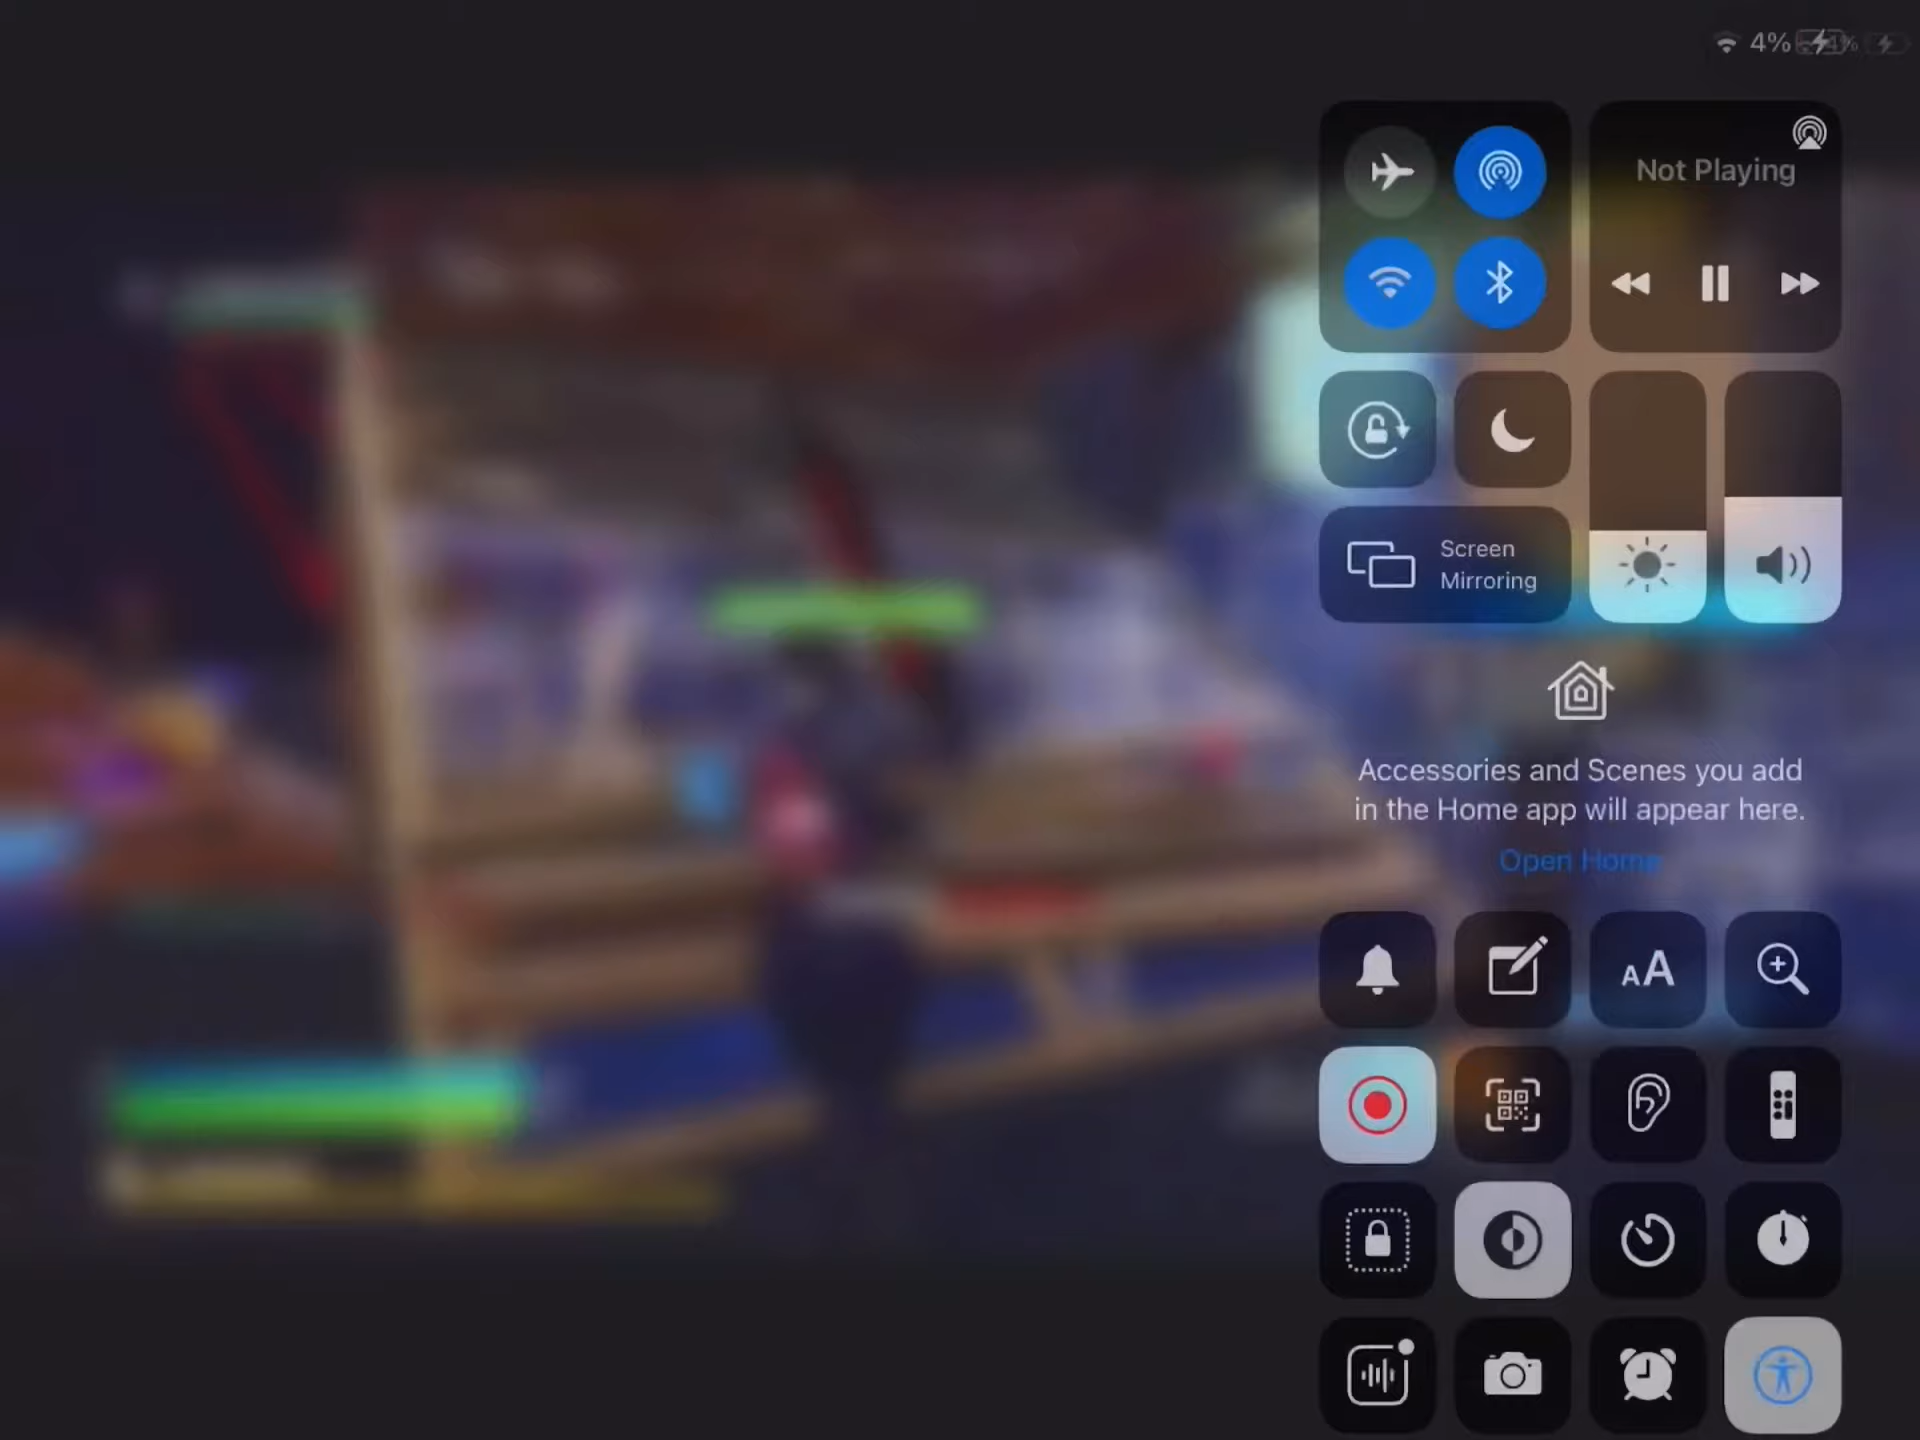 4%
Not Playing
Screen
Mirroring
Accessories and Scenes you add
in the Home app will appear here.
Open Home
AA